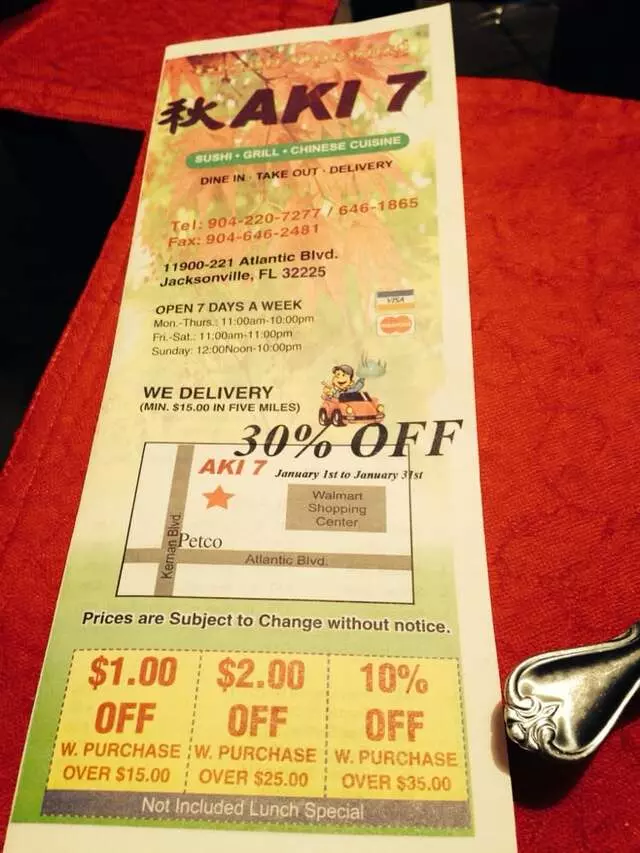 秋 AKI 7
SUSHI • GRILL • CHINESE CUISINE
DINE IN · TAKE OUT · DELIVERY
Tel: 904-220-7277 / 646-1865
Fax: 904-646-2481
11900-221 Atlantic Blvd.
Jacksonville, FL 32225
OPEN 7 DAYS A WEEK
Mon.-Thurs.: 11:00am-10:00pm
Fri.-Sat.: 11:00am-11:00pm
Sunday: 12:00Noon-10:00pm
VISA
WE DELIVERY
(MIN. $15.00 IN FIVE MILES)
30% OFF
AKI 7 January 1st to January 31st
Walmart
Shopping
Center
Kernan Blvd.
Petco
Atlantic Blvd.
Prices are Subject to Change without notice.
$1.00
OFF
W. PURCHASE
OVER $15.00
$2.00
OFF
W. PURCHASE
OVER $25.00
10%
OFF
W. PURCHASE
OVER $35.00
Not Included Lunch Special